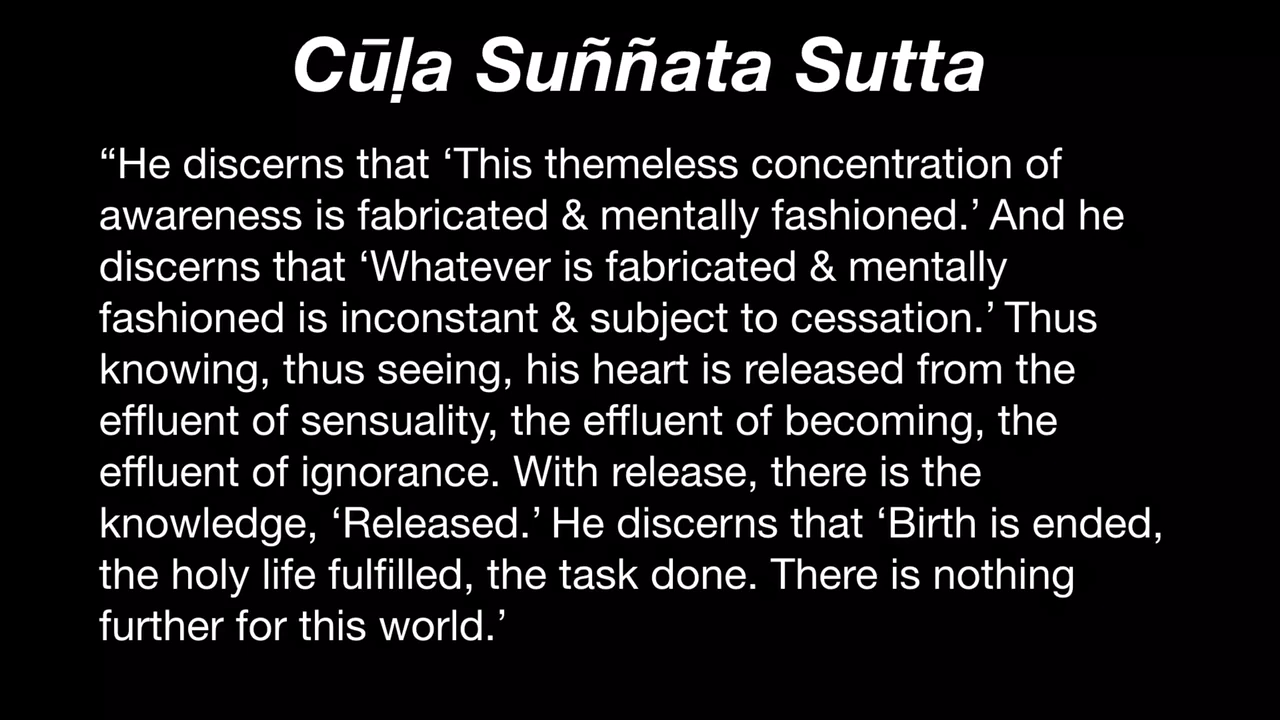 Cūḷa Suññata Sutta
“He discerns that ‘This themeless concentration of
awareness is fabricated & mentally fashioned.’ And he
discerns that ‘Whatever is fabricated & mentally
fashioned is inconstant & subject to cessation.’ Thus
knowing, thus seeing, his heart is released from the
effluent of sensuality, the effluent of becoming, the
effluent of ignorance. With release, there is the
knowledge, ‘Released.’ He discerns that ‘Birth is ended,
the holy life fulfilled, the task done. There is nothing
further for this world.’